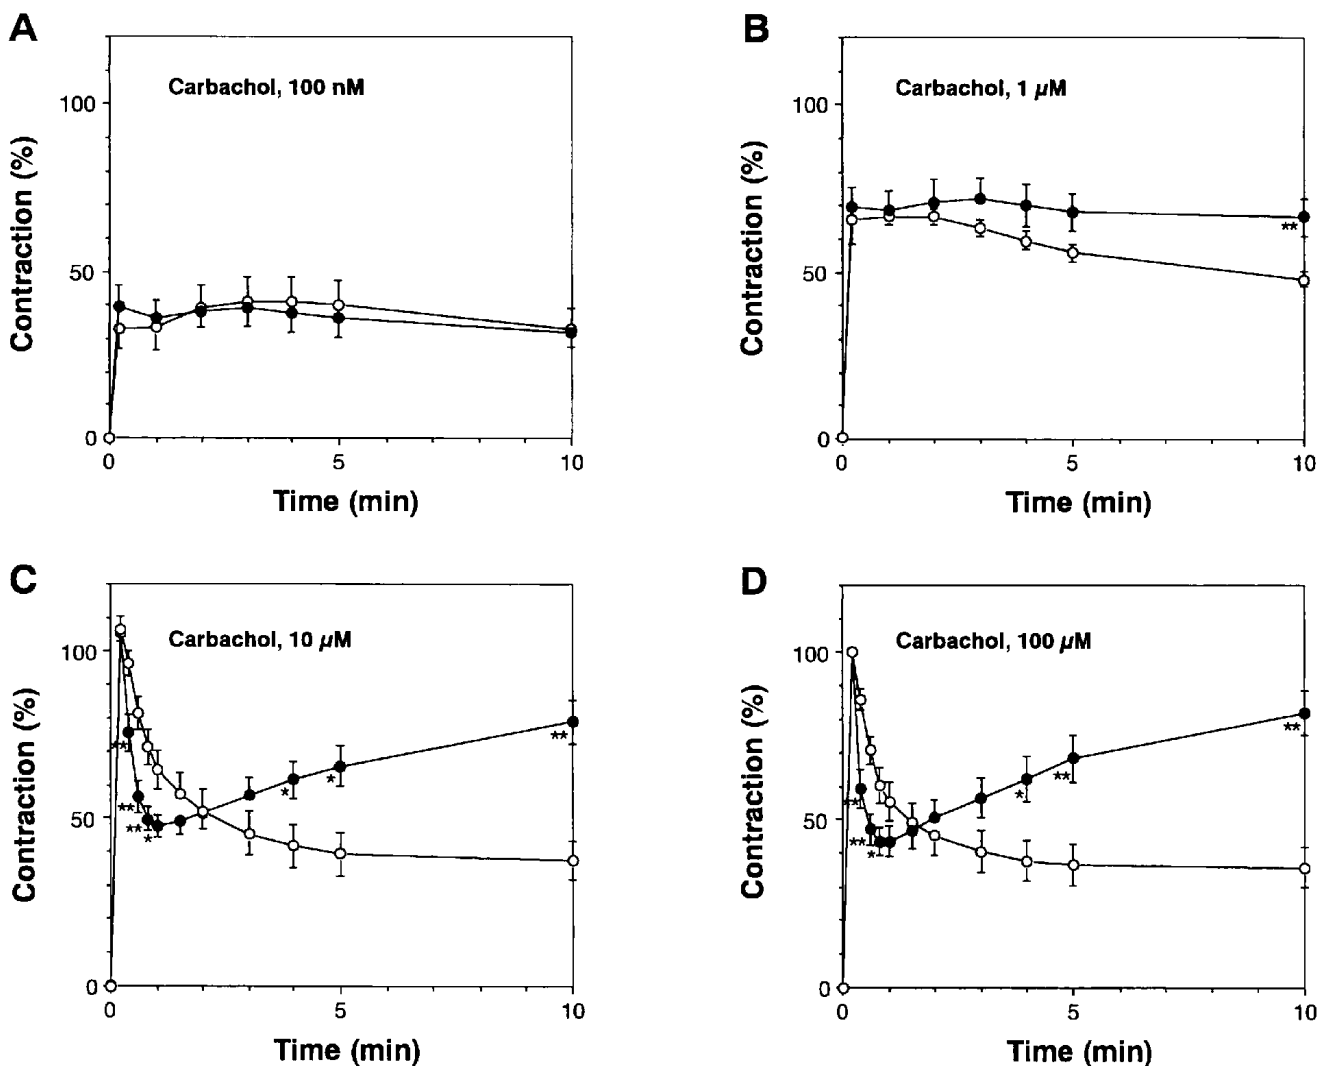 A
Carbachol, 100 nM
100
50
0
Contraction (%)
0 5 10
Time (min)
B
Carbachol, 1 µM
100
50
0
Contraction (%)
**
0 5 10
Time (min)
C
Carbachol, 10 µM
100
50
0
Contraction (%)
**
**
**
*
*
*
**
0 5 10
Time (min)
D
Carbachol, 100 µM
100
50
0
Contraction (%)
**
**
*
*
**
**
0 5 10
Time (min)